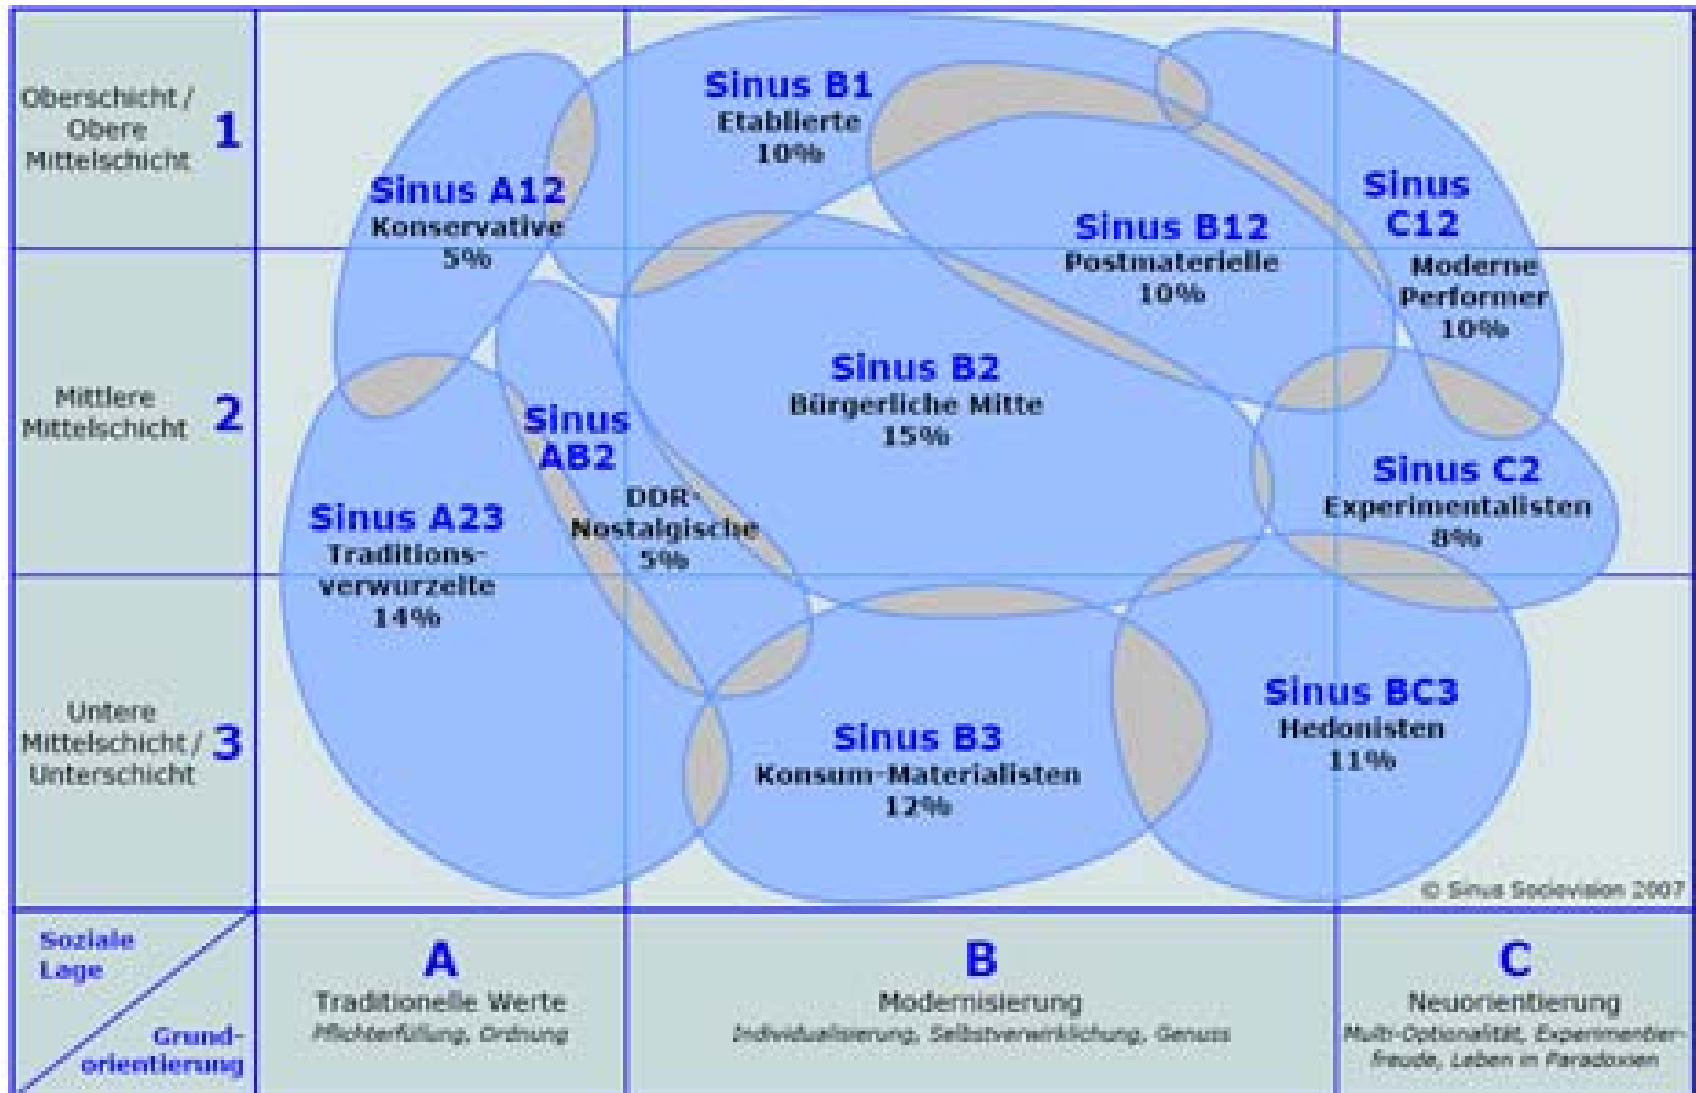 Oberschicht /
Obere
Mittelschicht
1
Mittlere
Mittelschicht
2
Untere
Mittelschicht /
Unterschicht
3
Sinus A12
Konservative
5%
Sinus B1
Etablierte
10%
Sinus B12
Postmaterielle
10%
Sinus
C12
Moderne
Performer
10%
Sinus A23
Traditions-
verwurzelte
14%
Sinus
AB2
DDR-
Nostalgische
5%
Sinus B2
Bürgerliche Mitte
15%
Sinus C2
Experimentalisten
8%
Sinus B3
Konsum-Materialisten
12%
Sinus BC3
Hedonisten
11%
© Sinus Sociovision 2007
Soziale
Lage
Grund-
orientierung
A
Traditionelle Werte
Pflichterfüllung, Ordnung
B
Modernisierung
Individualisierung, Selbstverwirklichung, Genuss
C
Neuorientierung
Multi-Optionalität, Experimentier-
freude, Leben in Paradoxien